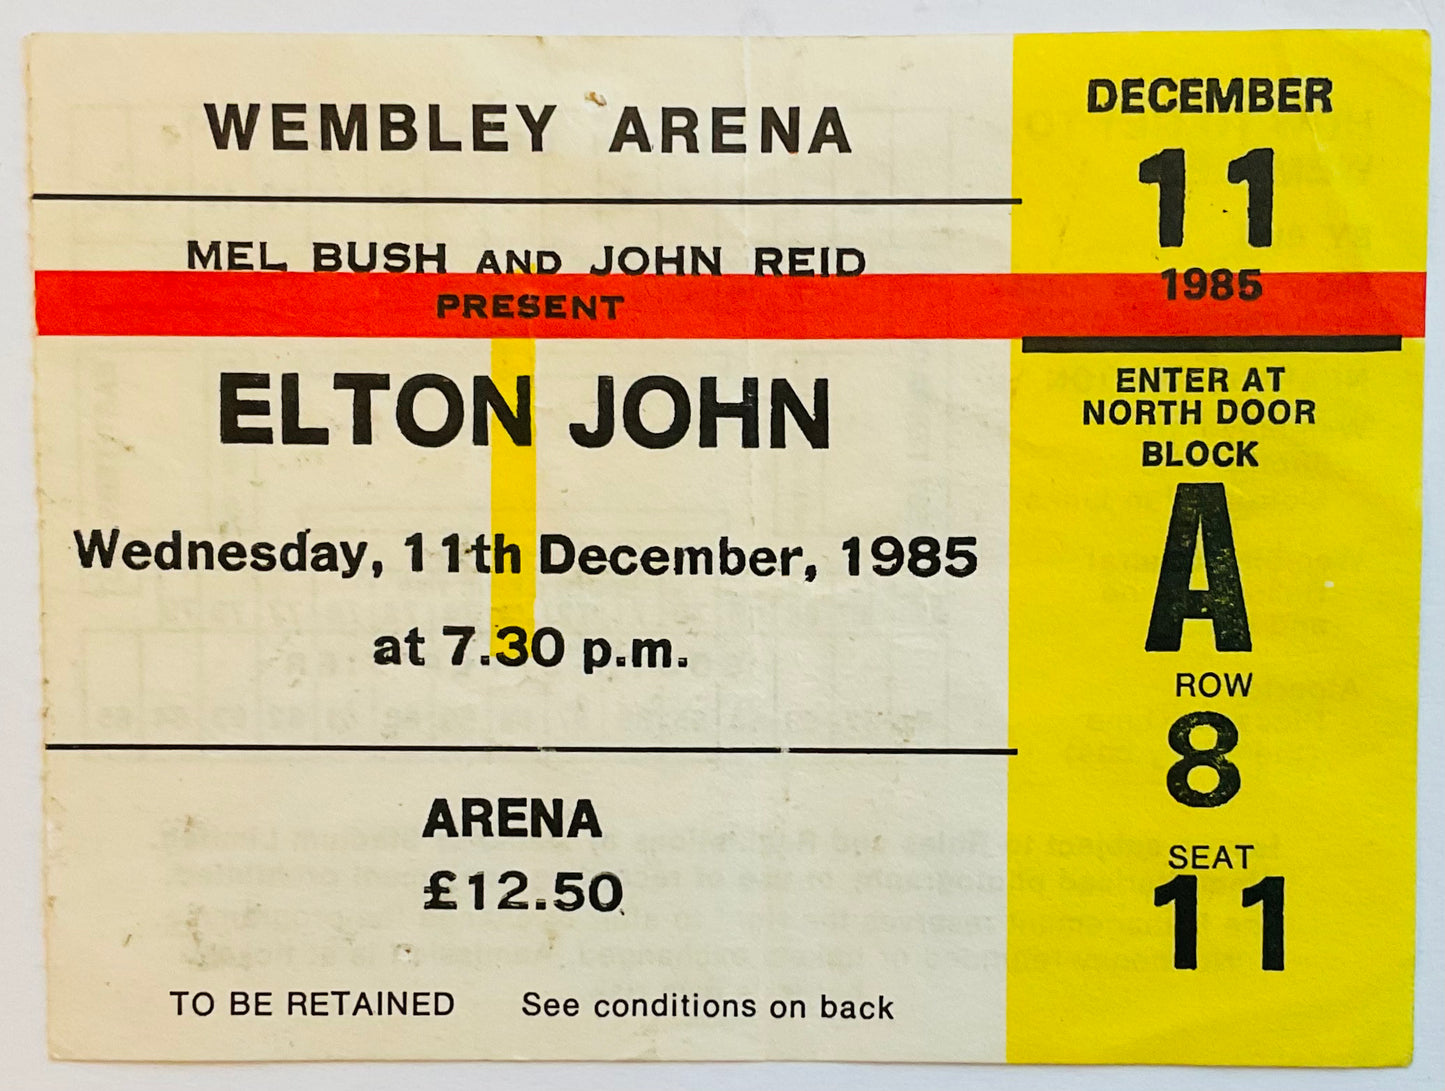 WEMBLEY ARENA
MEL BUSH AND JOHN REID
PRESENT
ELTON JOHN
Wednesday, 11th December, 1985
at 7.30 p.m.
ARENA
£12.50
TO BE RETAINED See conditions on back
DECEMBER
11
1985
ENTER AT
NORTH DOOR
BLOCK
A
ROW
8
SEAT
11